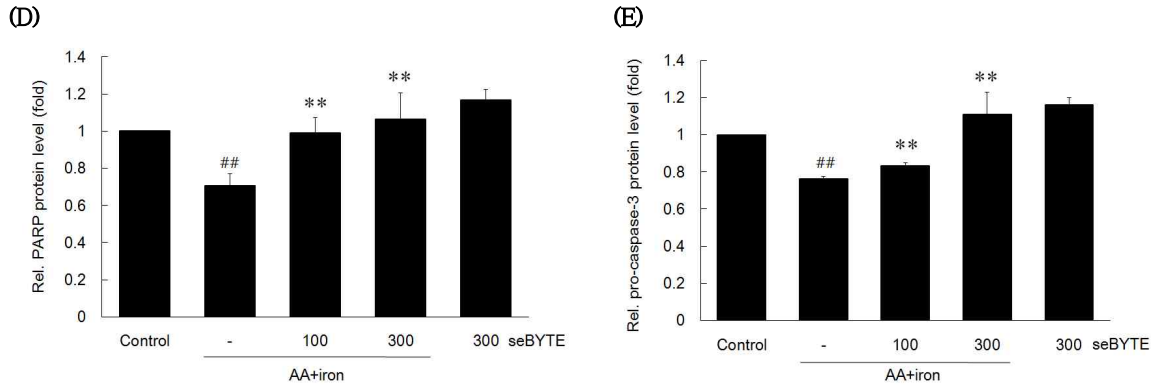 (D)
Rel. PARP protein level (fold)
1.4
1.2
1
0.8
0.6
0.4
0.2
0
##
**
**
Control
-
100
300
300 seBYTE
AA+iron
(E)
Rel. pro-caspase-3 protein level (fold)
1.4
1.2
1
0.8
0.6
0.4
0.2
0
##
**
**
Control
-
100
300
300 seBYTE
AA+iron